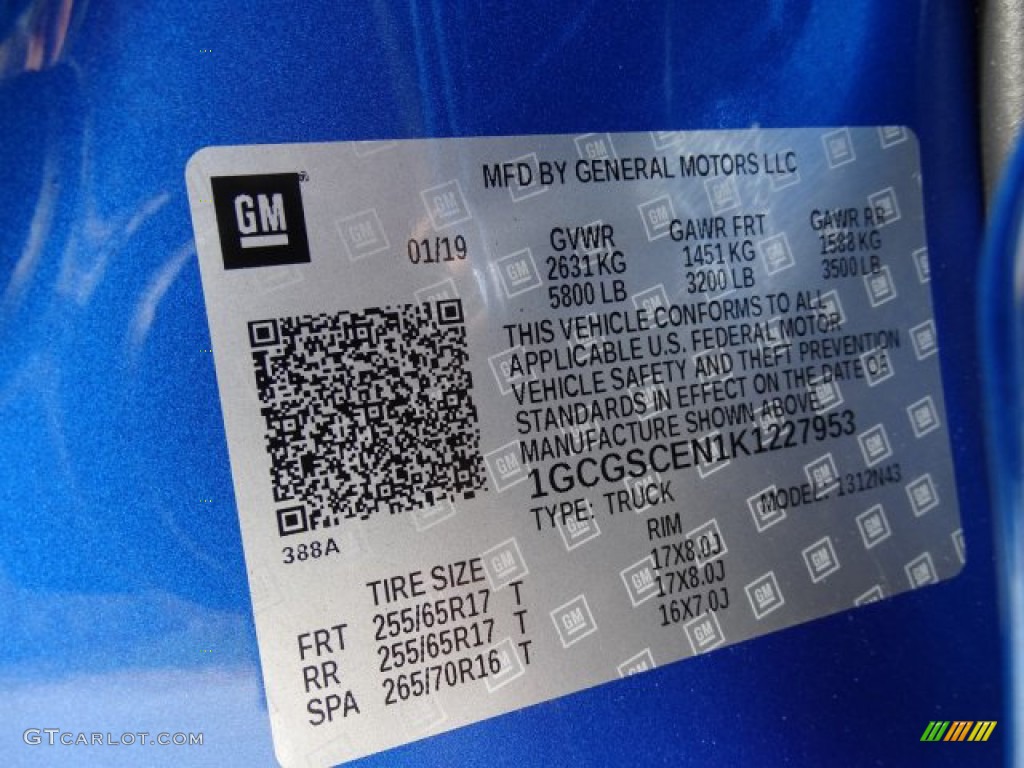 GM
MFD BY GENERAL MOTORS LLC
01/19
GVWR GAWR FRT GAWR RR
2631 KG 1451 KG 1588 KG
5800 LB 3200 LB 3500 LB
THIS VEHICLE CONFORMS TO ALL
APPLICABLE U.S. FEDERAL MOTOR
VEHICLE SAFETY AND THEFT PREVENTION
STANDARDS IN EFFECT ON THE DATE OF
MANUFACTURE SHOWN ABOVE
1GCGSCEN1K1227953
TYPE: TRUCK MODEL: 1312N43
388A
TIRE SIZE RIM
FRT 255/65R17 T 17X8.0J
RR 255/65R17 T 17X8.0J
SPA 265/70R16 T 16X7.0J
GTCARLOT.COM